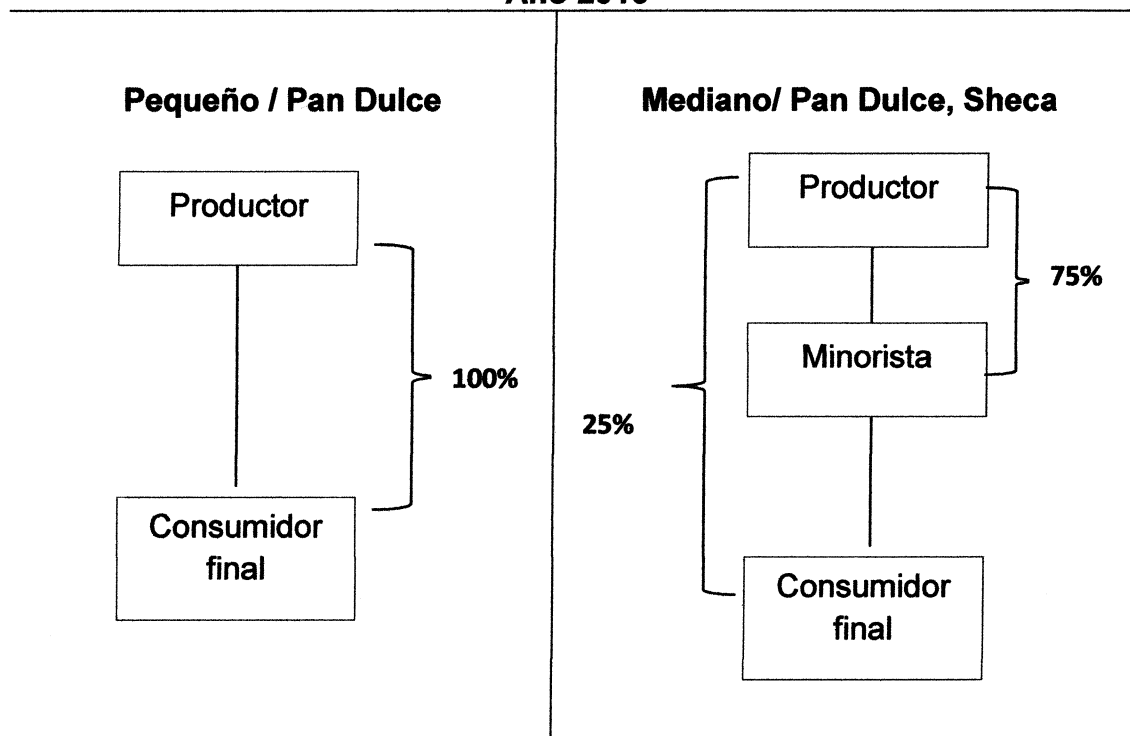 Pequeño / Pan Dulce
Productor
100%
Consumidor
final
Mediano/ Pan Dulce, Sheca
Productor
75%
Minorista
25%
Consumidor
final